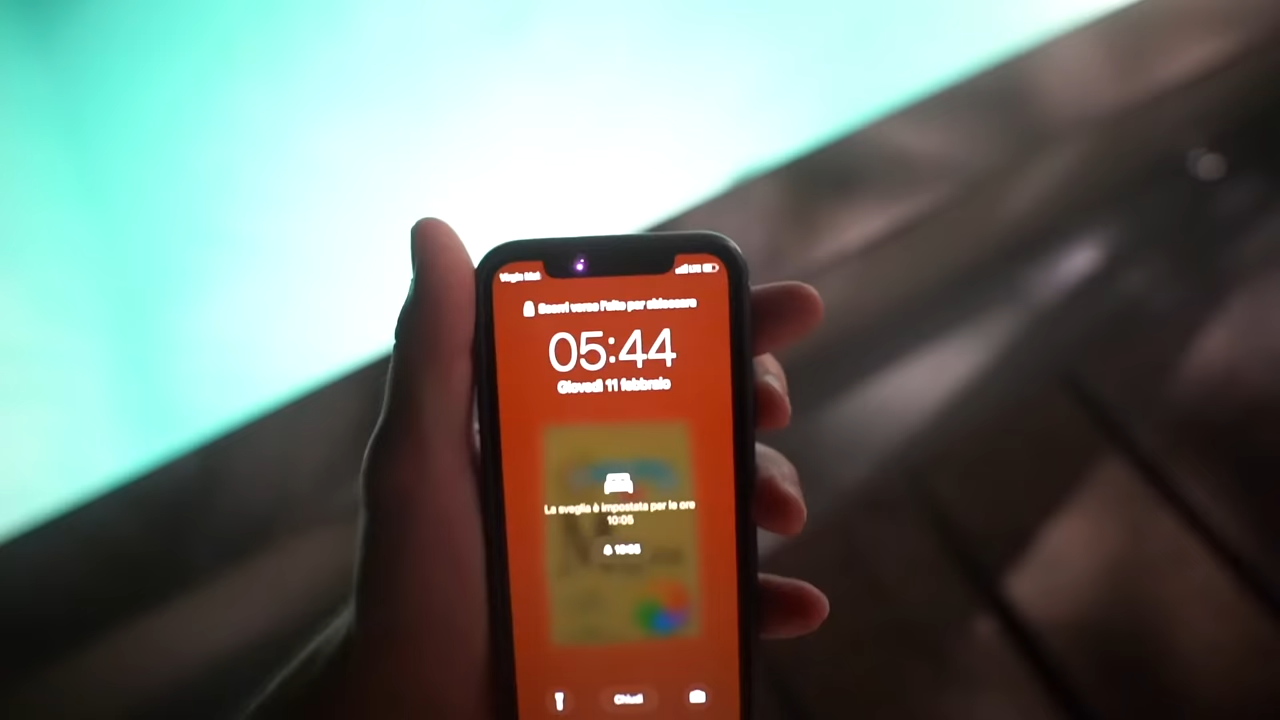 Scorri verso l'alto per sbloccare
05:44
Giovedì 11 febbraio
La sveglia è impostata per le ore
10:05
Chiudi